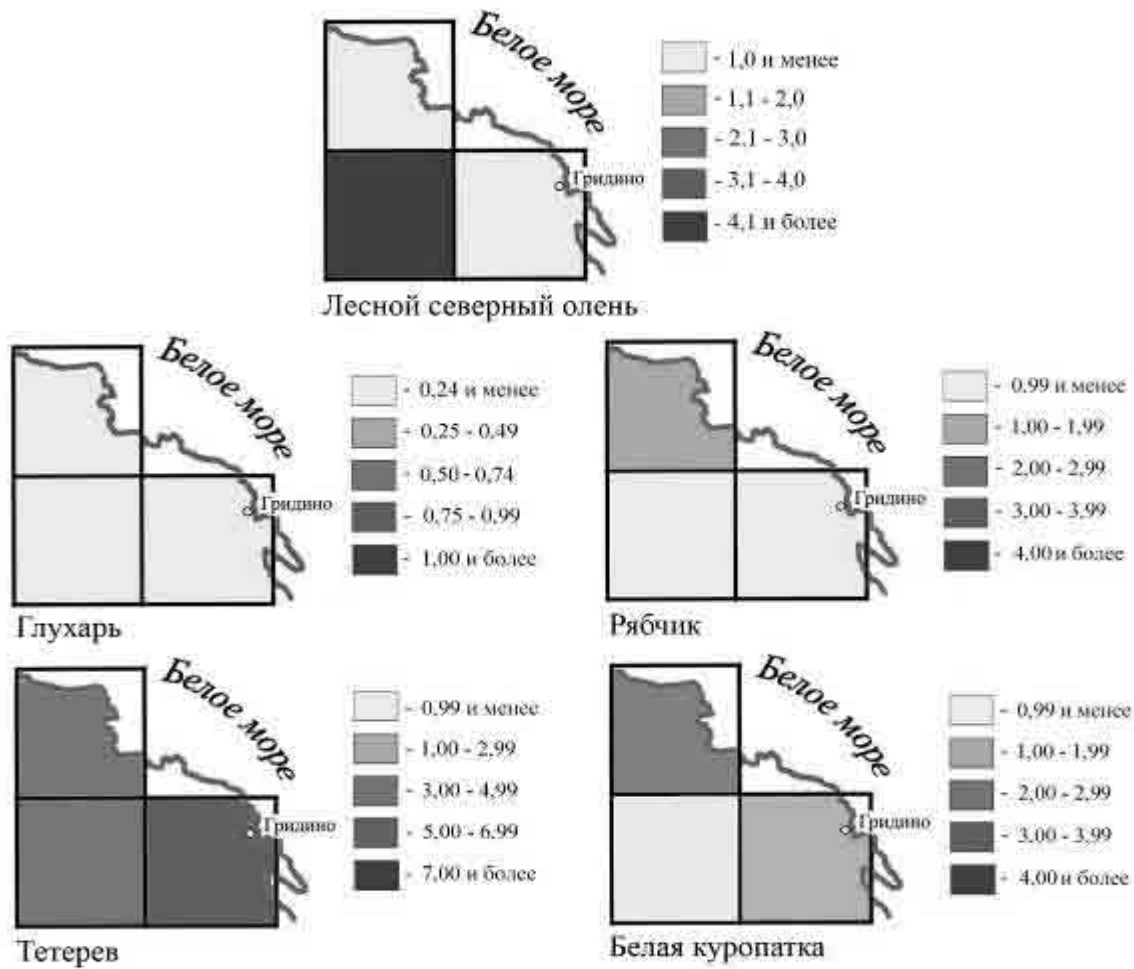 Белое море
- 1,0 и менее
- 1,1 - 2,0
- 2,1 - 3,0
- 3,1 - 4,0
- 4,1 и более
Гридино
Лесной северный олень
Белое море
- 0,24 и менее
- 0,25 - 0,49
- 0,50 - 0,74
- 0,75 - 0,99
- 1,00 и более
Гридино
Глухарь
Белое море
- 0,99 и менее
- 1,00 - 1,99
- 2,00 - 2,99
- 3,00 - 3,99
- 4,00 и более
Гридино
Рябчик
Белое море
- 0,99 и менее
- 1,00 - 2,99
- 3,00 - 4,99
- 5,00 - 6,99
- 7,00 и более
Гридино
Тетерев
Белое море
- 0,99 и менее
- 1,00 - 1,99
- 2,00 - 2,99
- 3,00 - 3,99
- 4,00 и более
Гридино
Белая куропатка